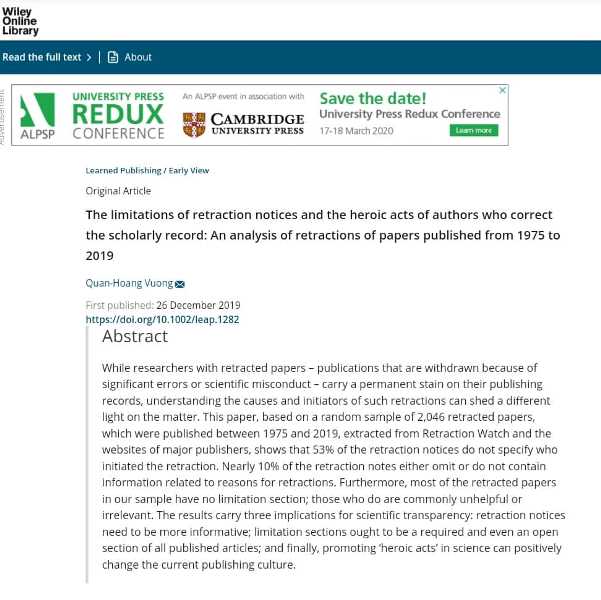 Wiley
Online
Library
Read the full text > | About
Advertisement
ALPSP
UNIVERSITY PRESS
REDUX
CONFERENCE
An ALPSP event in association with
CAMBRIDGE
UNIVERSITY PRESS
Save the date!
University Press Redux Conference
17-18 March 2020
Learn more
Learned Publishing / Early View
Original Article
The limitations of retraction notices and the heroic acts of authors who correct
the scholarly record: An analysis of retractions of papers published from 1975 to
2019
Quan-Hoang Vuong
First published: 26 December 2019
https://doi.org/10.1002/leap.1282
Abstract
While researchers with retracted papers – publications that are withdrawn because of
significant errors or scientific misconduct – carry a permanent stain on their publishing
records, understanding the causes and initiators of such retractions can shed a different
light on the matter. This paper, based on a random sample of 2,046 retracted papers,
which were published between 1975 and 2019, extracted from Retraction Watch and the
websites of major publishers, shows that 53% of the retraction notices do not specify who
initiated the retraction. Nearly 10% of the retraction notes either omit or do not contain
information related to reasons for retractions. Furthermore, most of the retracted papers
in our sample have no limitation section; those who do are commonly unhelpful or
irrelevant. The results carry three implications for scientific transparency: retraction notices
need to be more informative; limitation sections ought to be a required and even an open
section of all published articles; and finally, promoting ‘heroic acts’ in science can positively
change the current publishing culture.